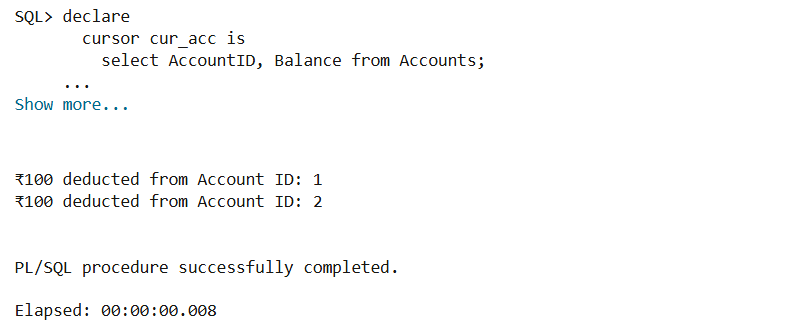 SQL> declare
cursor cur_acc is
select AccountID, Balance from Accounts;
...
Show more...
₹100 deducted from Account ID: 1
₹100 deducted from Account ID: 2
PL/SQL procedure successfully completed.
Elapsed: 00:00:00.008